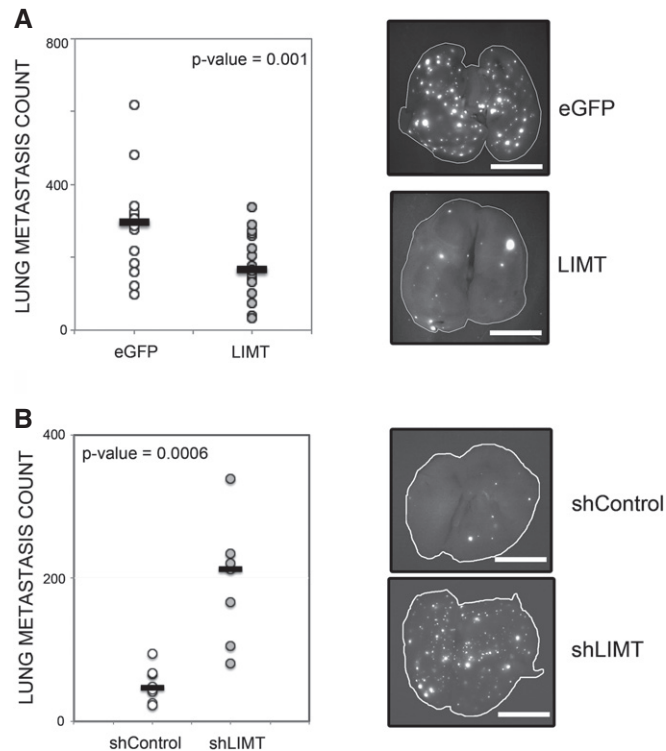 A
LUNG METASTASIS COUNT
800
400
0
p-value = 0.001
eGFP
LIMT
eGFP
LIMT
B
LUNG METASTASIS COUNT
400
200
0
p-value = 0.0006
shControl
shLIMT
shControl
shLIMT